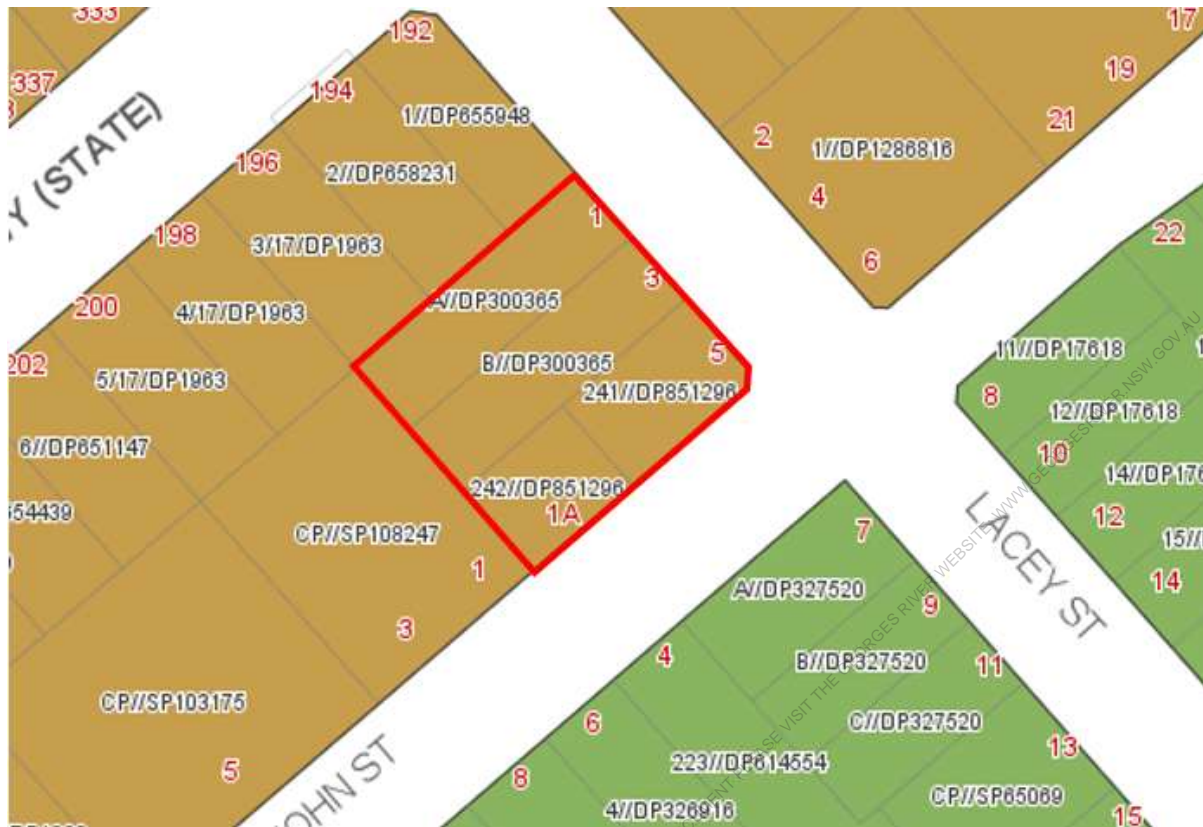 333
192
17
337
194
19
1//DP655948
21
2
1//DP1286816
196
2//DP658231
Y (STATE)
4
198
3/17/DP1963
1
22
6
3
200
4/17/DP1963
A//DP300365
5
11//DP17618
202
5/17/DP1963
B//DP300365
241//DP851296
8
12//DP17618
6//DP651147
10
14//DP176
242//DP851296
1A
12
LACEY ST
554439
CP//SP108247
7
15//
1
14
A//DP327520
9
3
4
B//DP327520
11
CP//SP103175
6
C//DP327520
13
5
8
223//DP614554
JOHN ST
4//DP326916
CP//SP65069
15